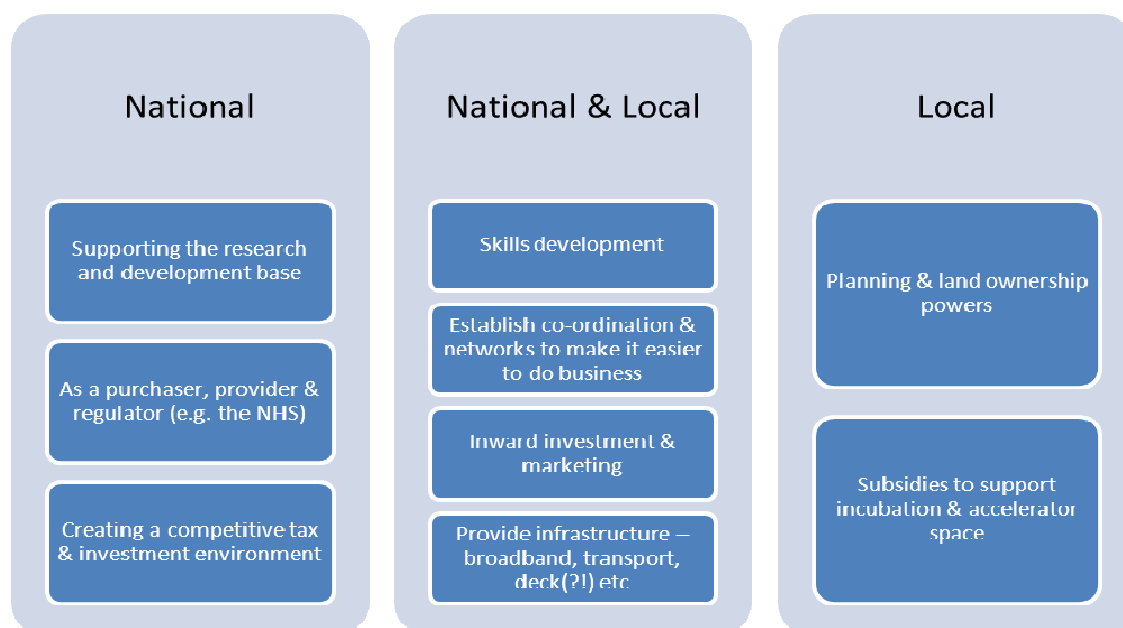 National
Supporting the research
and development base
As a purchaser, provider &
regulator (e.g. the NHS)
Creating a competitive tax
& investment environment
National & Local
Skills development
Establish co-ordination &
networks to make it easier
to do business
Inward investment &
marketing
Provide infrastructure –
broadband, transport,
deck(?!) etc
Local
Planning & land ownership
powers
Subsidies to support
incubation & accelerator
space